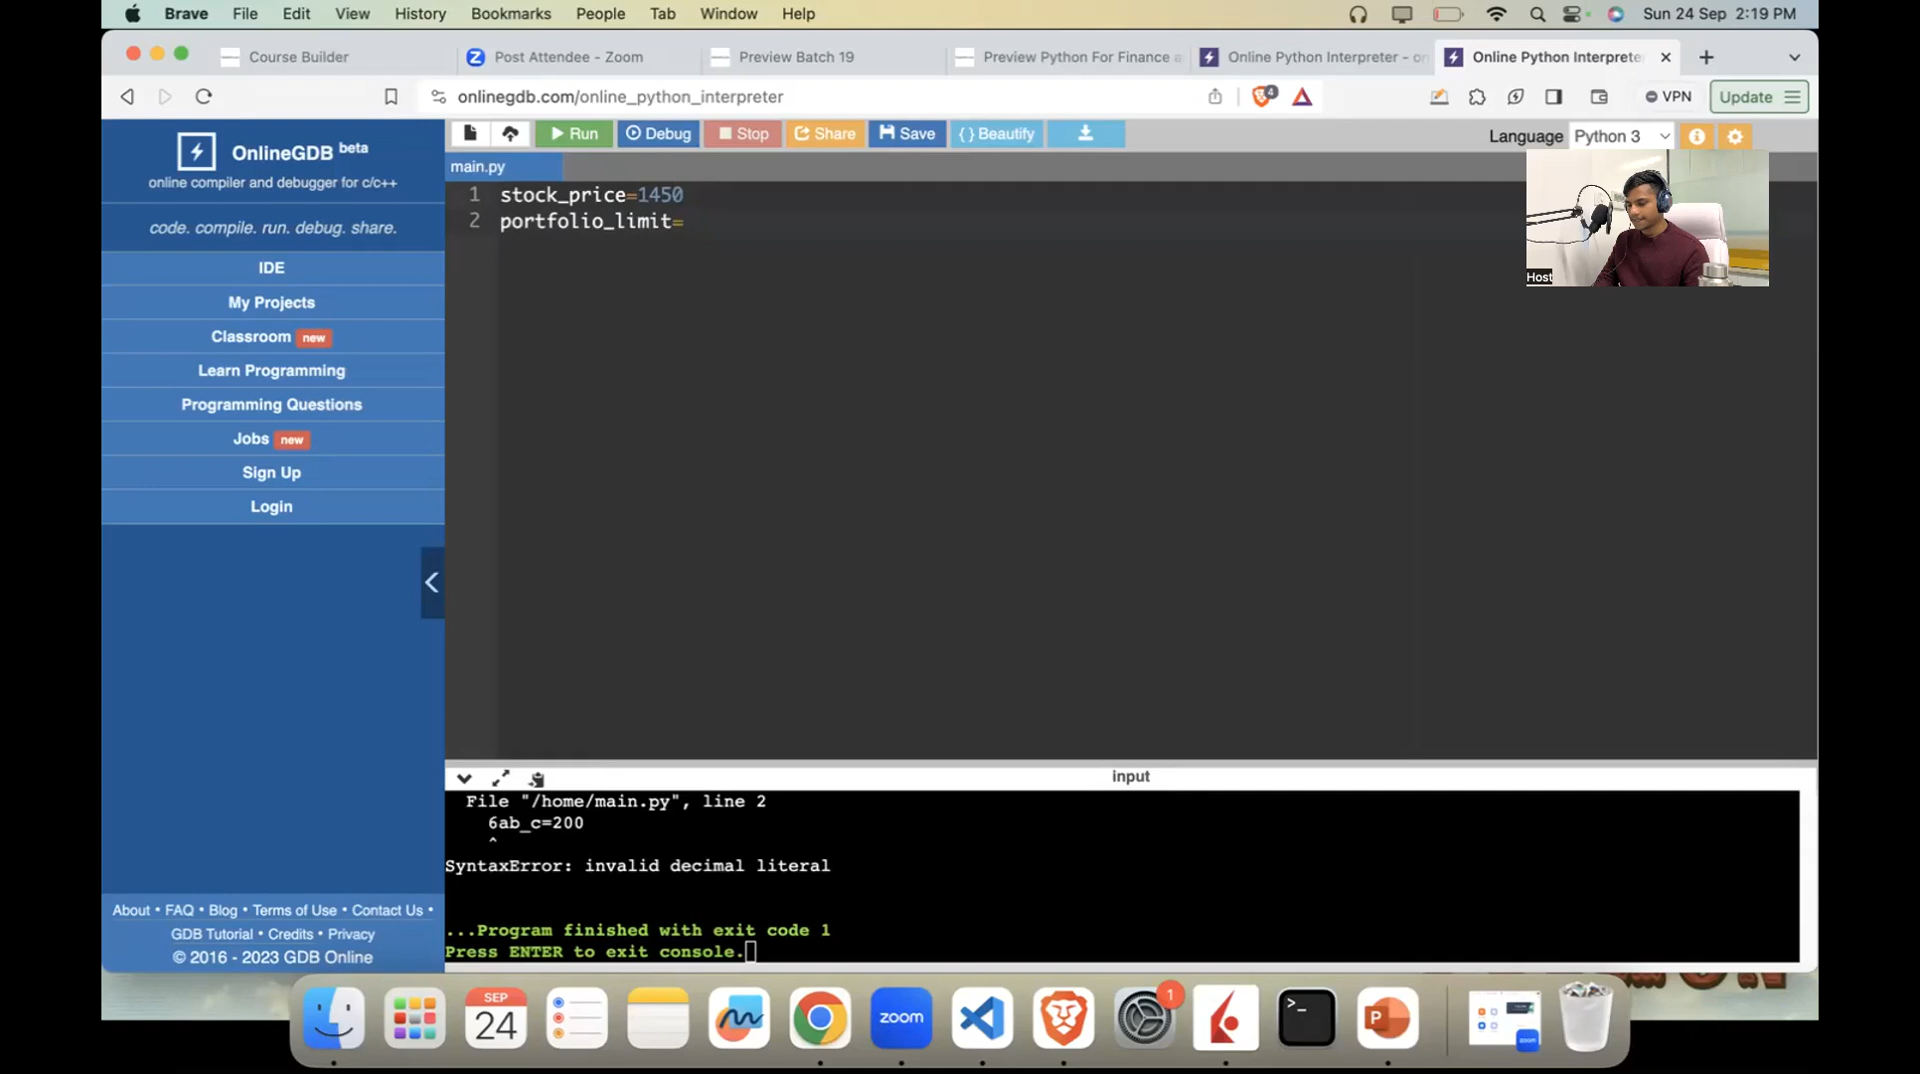 Brave File Edit View History Bookmarks People Tab Window Help Sun 24 Sep 2:19 PM
Course Builder Post Attendee - Zoom Preview Batch 19 Preview Python For Finance a Online Python Interpreter - on Online Python Interprete
onlinegdb.com/online_python_interpreter 4 VPN Update
OnlineGDB beta
online compiler and debugger for c/c++
code. compile. run. debug. share.
IDE
My Projects
Classroom new
Learn Programming
Programming Questions
Jobs new
Sign Up
Login
About • FAQ • Blog • Terms of Use • Contact Us •
GDB Tutorial • Credits • Privacy
© 2016 - 2023 GDB Online
Run Debug Stop Share Save { } Beautify Language Python 3
main.py
1 stock_price=1450
2 portfolio_limit=
Host
input
File "/home/main.py", line 2
6ab_c=200
^
SyntaxError: invalid decimal literal
...Program finished with exit code 1
Press ENTER to exit console.
SEP
24
zoom
1
>_
P
zoom